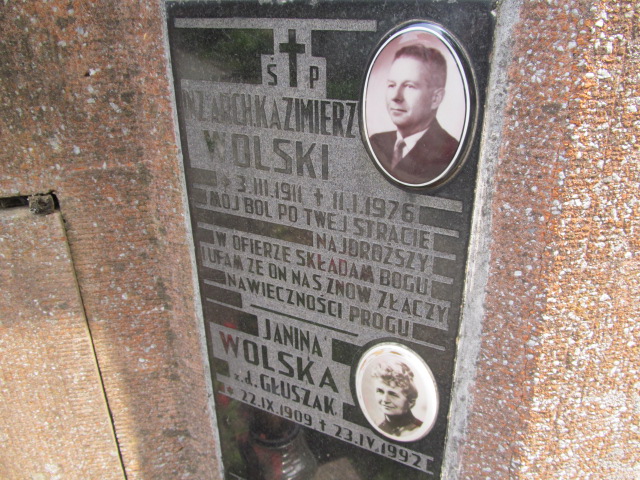 Ś P
INŻ.ARCH.KAZIMIERZ
WOLSKI
* 3.III.1911 + 11.I.1976
MÓJ BÓL PO TWEJ STRACIE
NAJDROŻSZY
W OFIERZE SKŁADAM BOGU
I UFAM ŻE ON NAS ZNÓW ZŁĄCZY
NA WIECZNOŚCI PROGU
JANINA
WOLSKA
z.d. GŁUSZAK
* 22.IX.1909 + 23.IV.1992